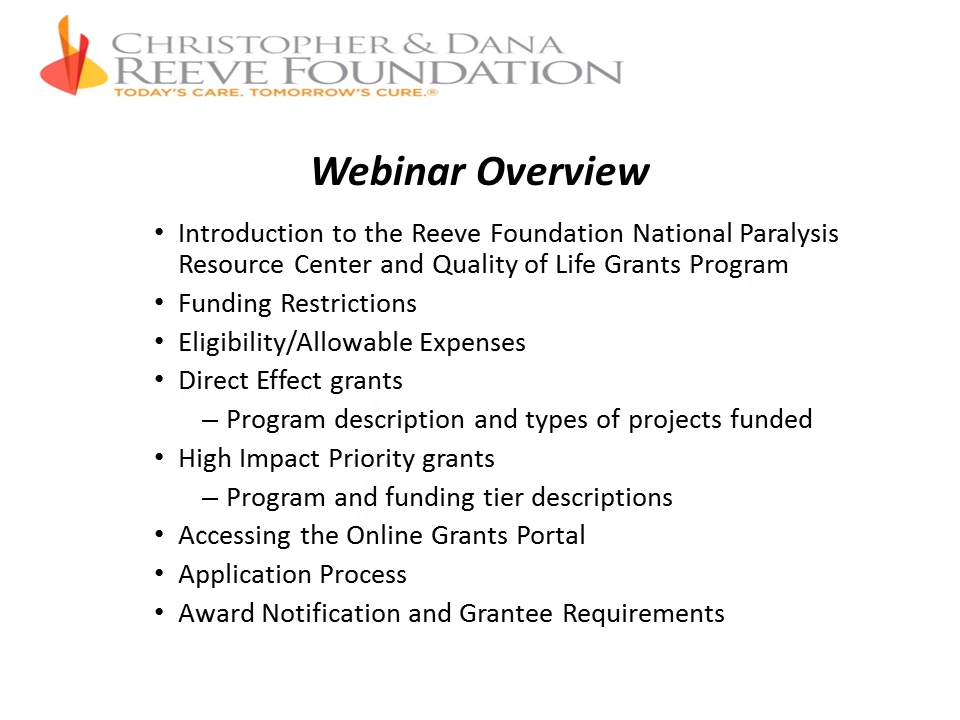 CHRISTOPHER & DANA
REEVE FOUNDATION
TODAY'S CARE. TOMORROW'S CURE.®
Webinar Overview
• Introduction to the Reeve Foundation National Paralysis
Resource Center and Quality of Life Grants Program
• Funding Restrictions
• Eligibility/Allowable Expenses
• Direct Effect grants
– Program description and types of projects funded
• High Impact Priority grants
– Program and funding tier descriptions
• Accessing the Online Grants Portal
• Application Process
• Award Notification and Grantee Requirements